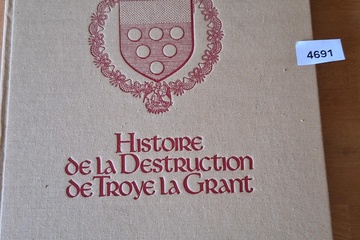 4691
Histoire
de la Destruction
de Troye la Grant